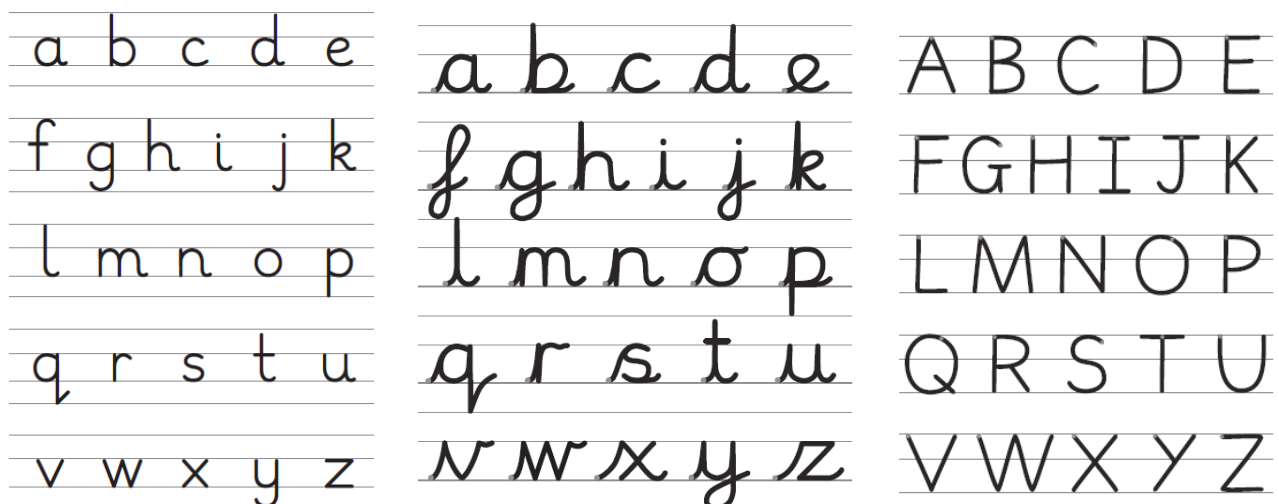 a b c d e
f g h i j k
l m n o p
q r s t u
v w x y z
a b c d e
f g h i j k
l m n o p
q r s t u
v w x y z
A B C D E
F G H I J K
L M N O P
Q R S T U
V W X Y Z